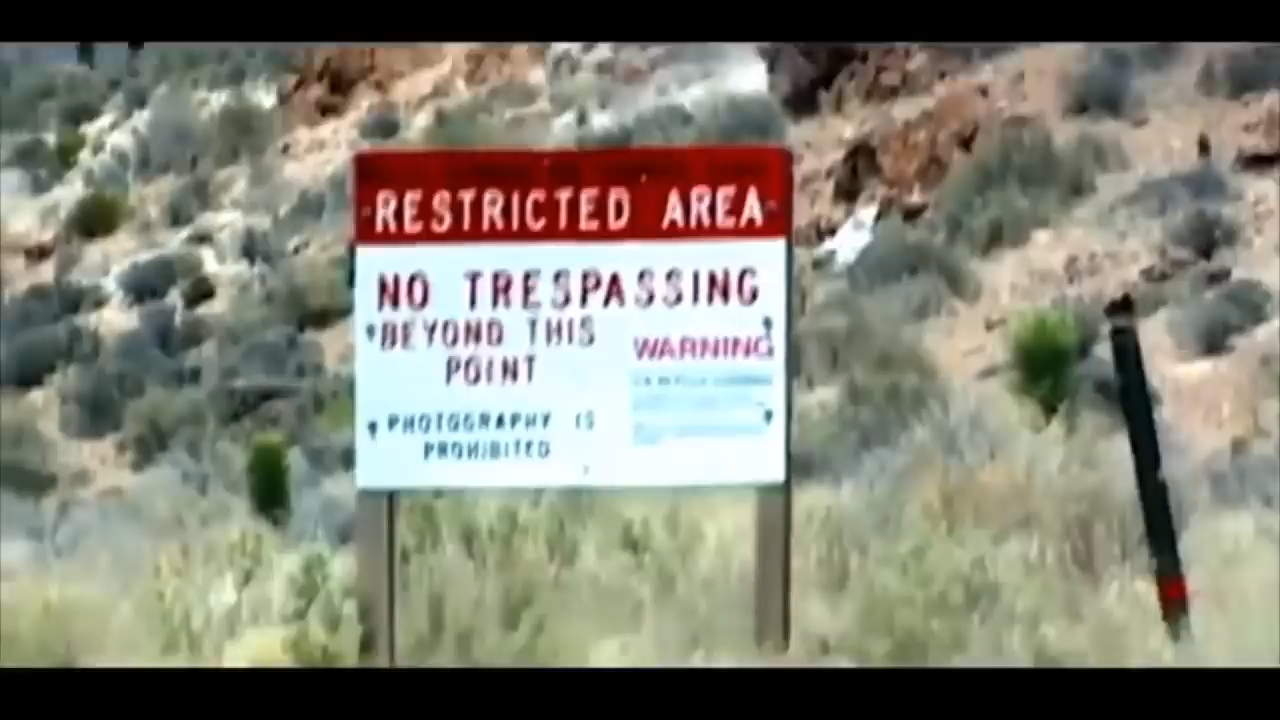 RESTRICTED AREA
NO TRESPASSING
BEYOND THIS
POINT
WARNING
PHOTOGRAPHY IS
PROHIBITED